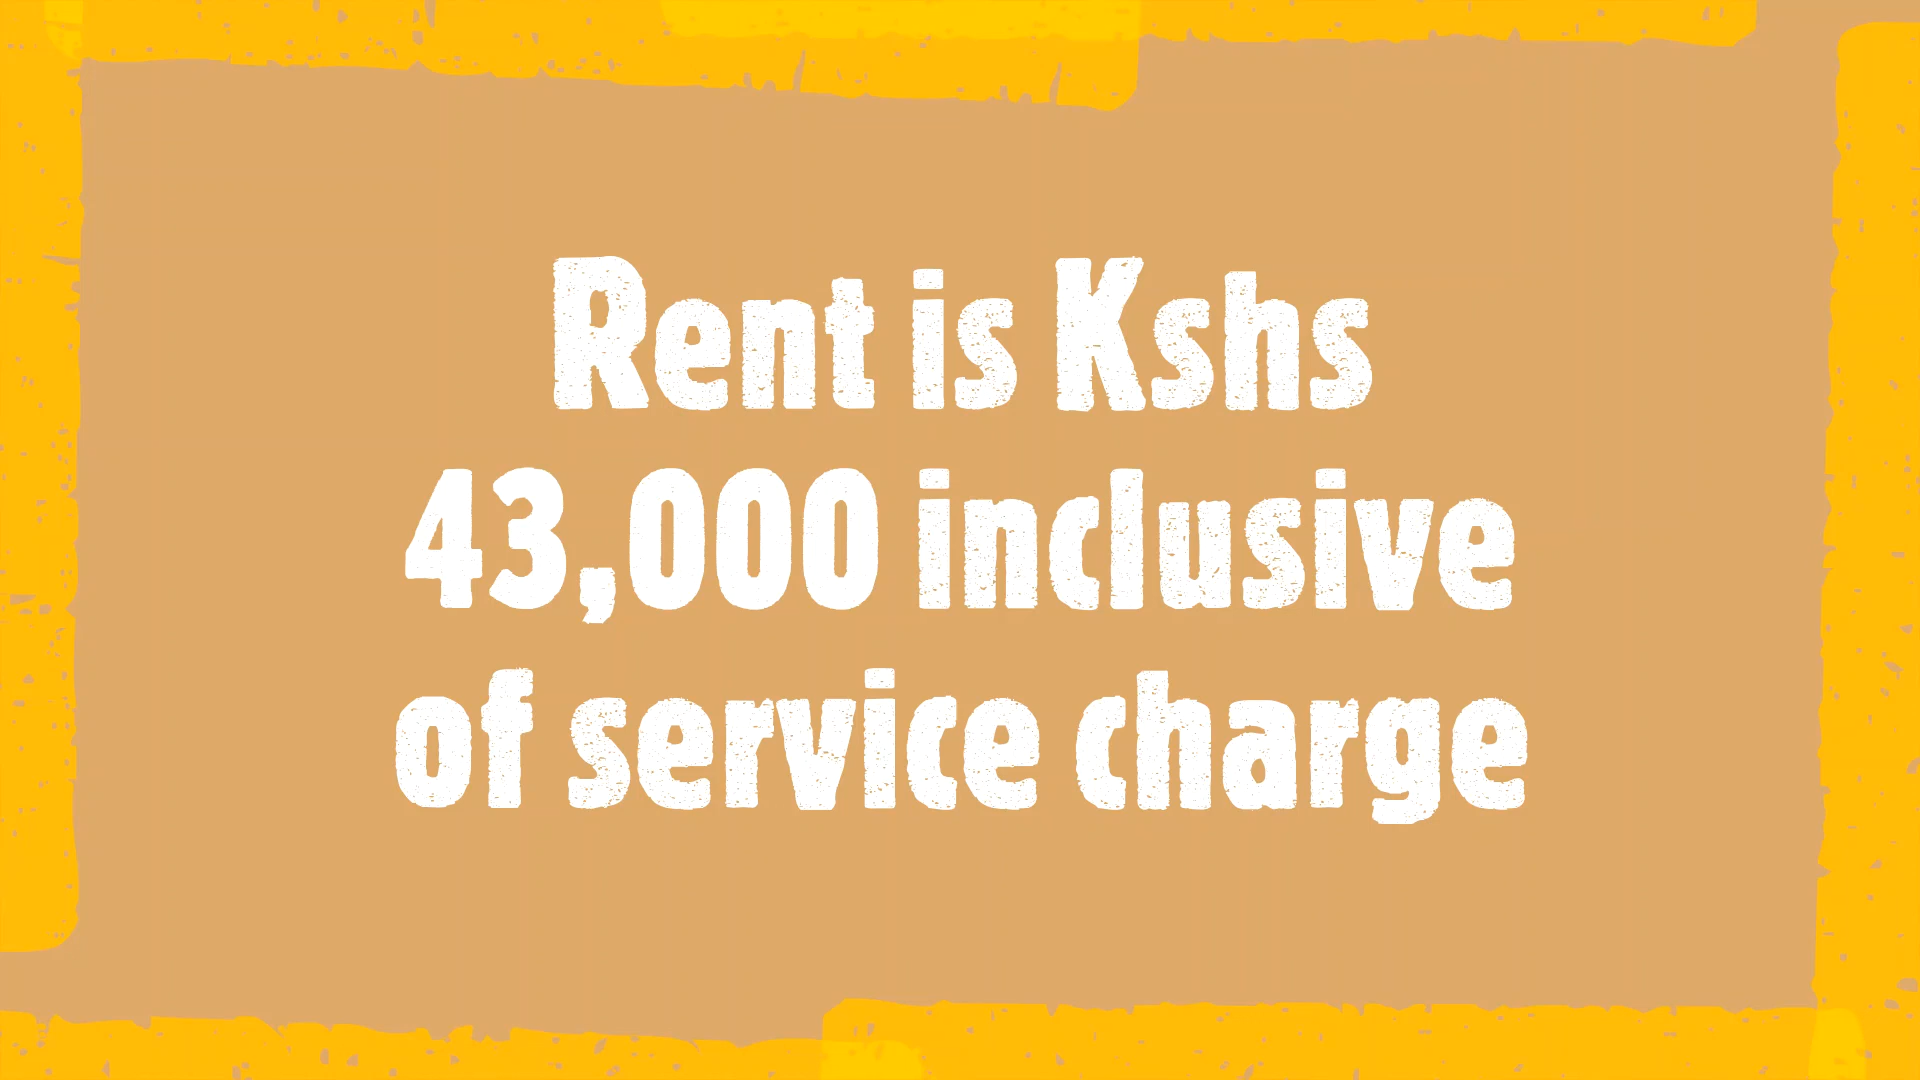 Rent is Kshs
43,000 inclusive
of service charge